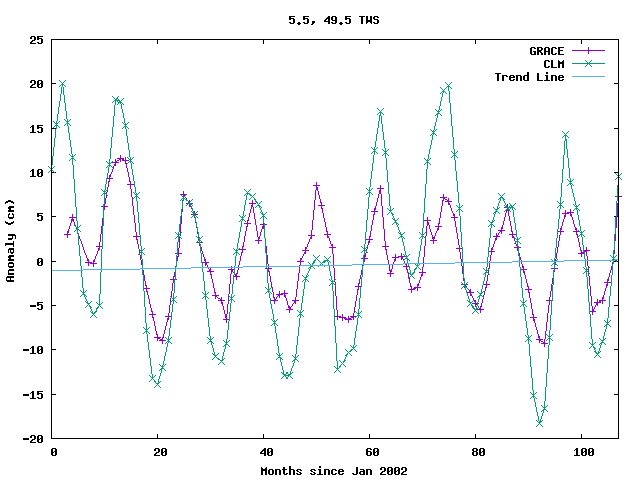 5.5, 49.5 TWS
GRACE
CLM
Trend Line
25
20
15
10
5
0
-5
-10
-15
-20
Anomaly (cm)
0 20 40 60 80 100
Months since Jan 2002